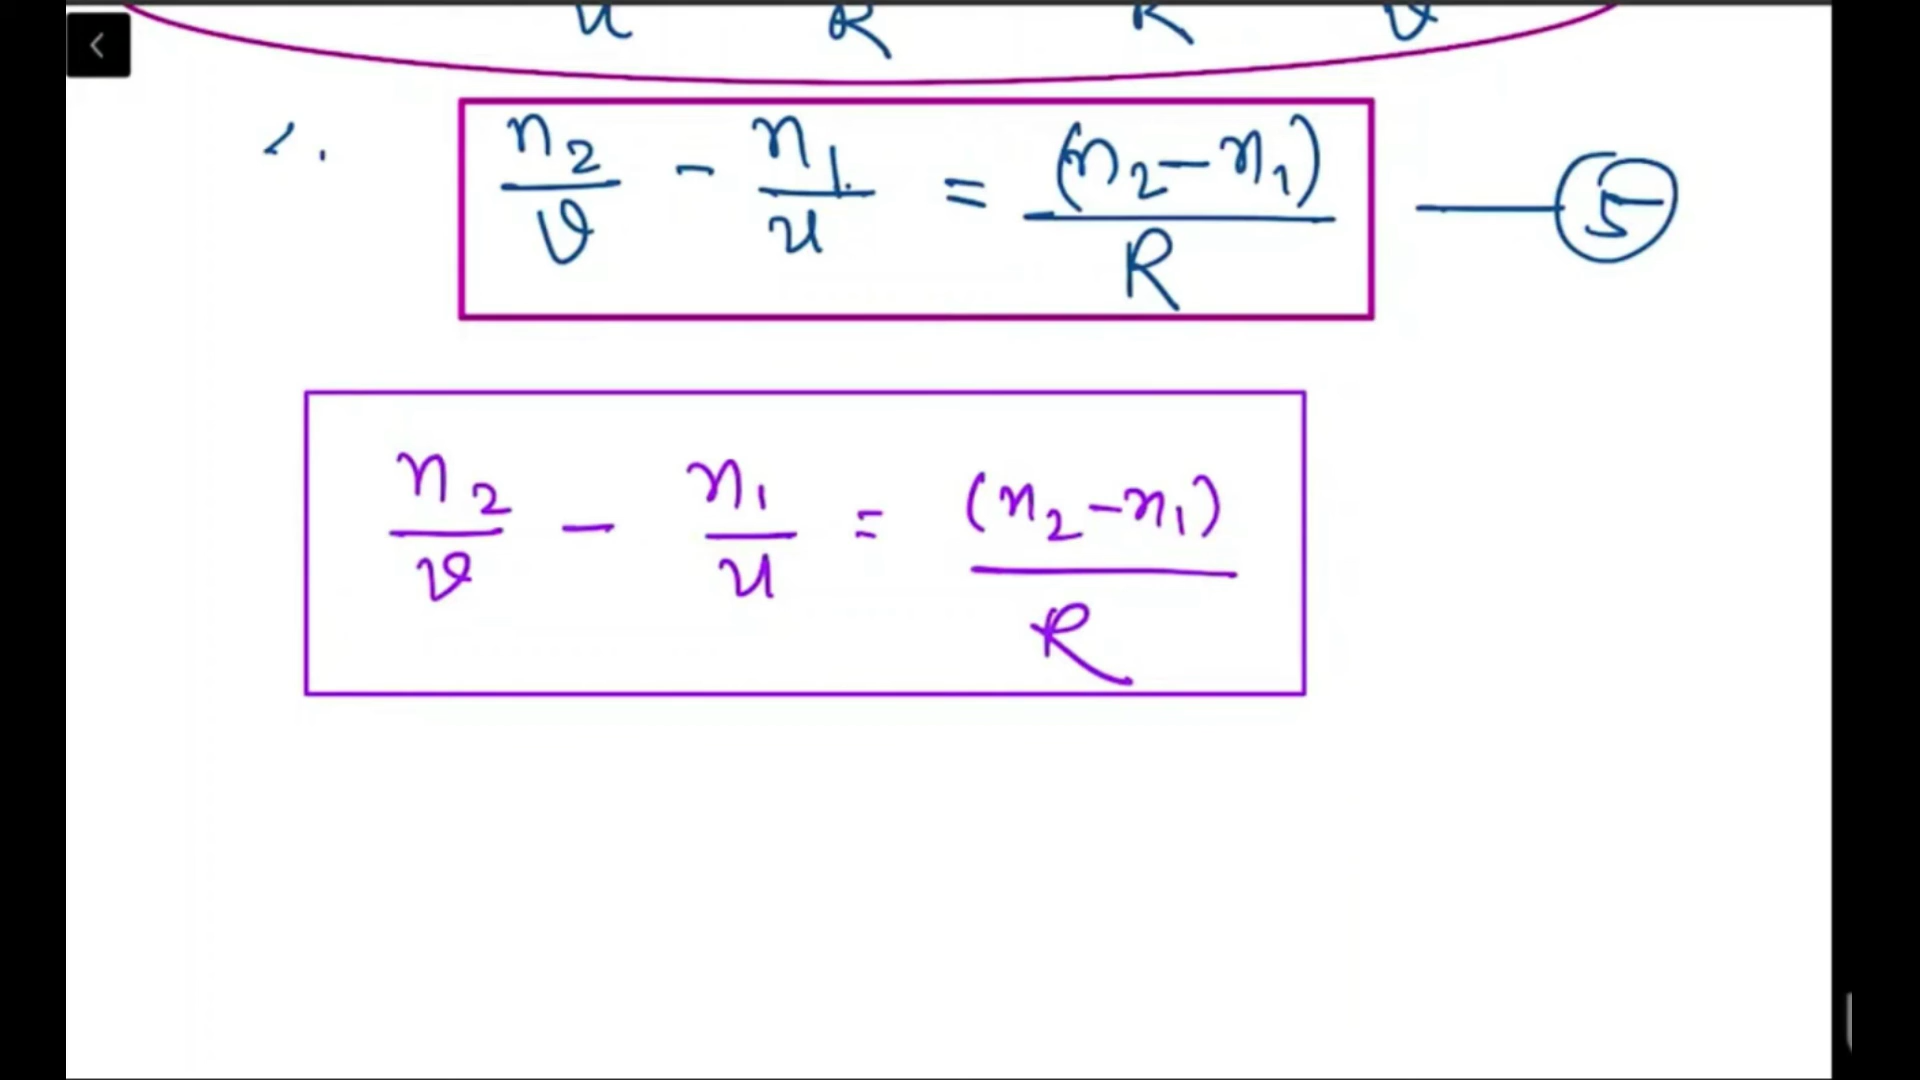 u R R v
∴ n₂/v - n₁/u = (n₂-n₁)/R — 5
n₂/v - n₁/u = (n₂-n₁)/R